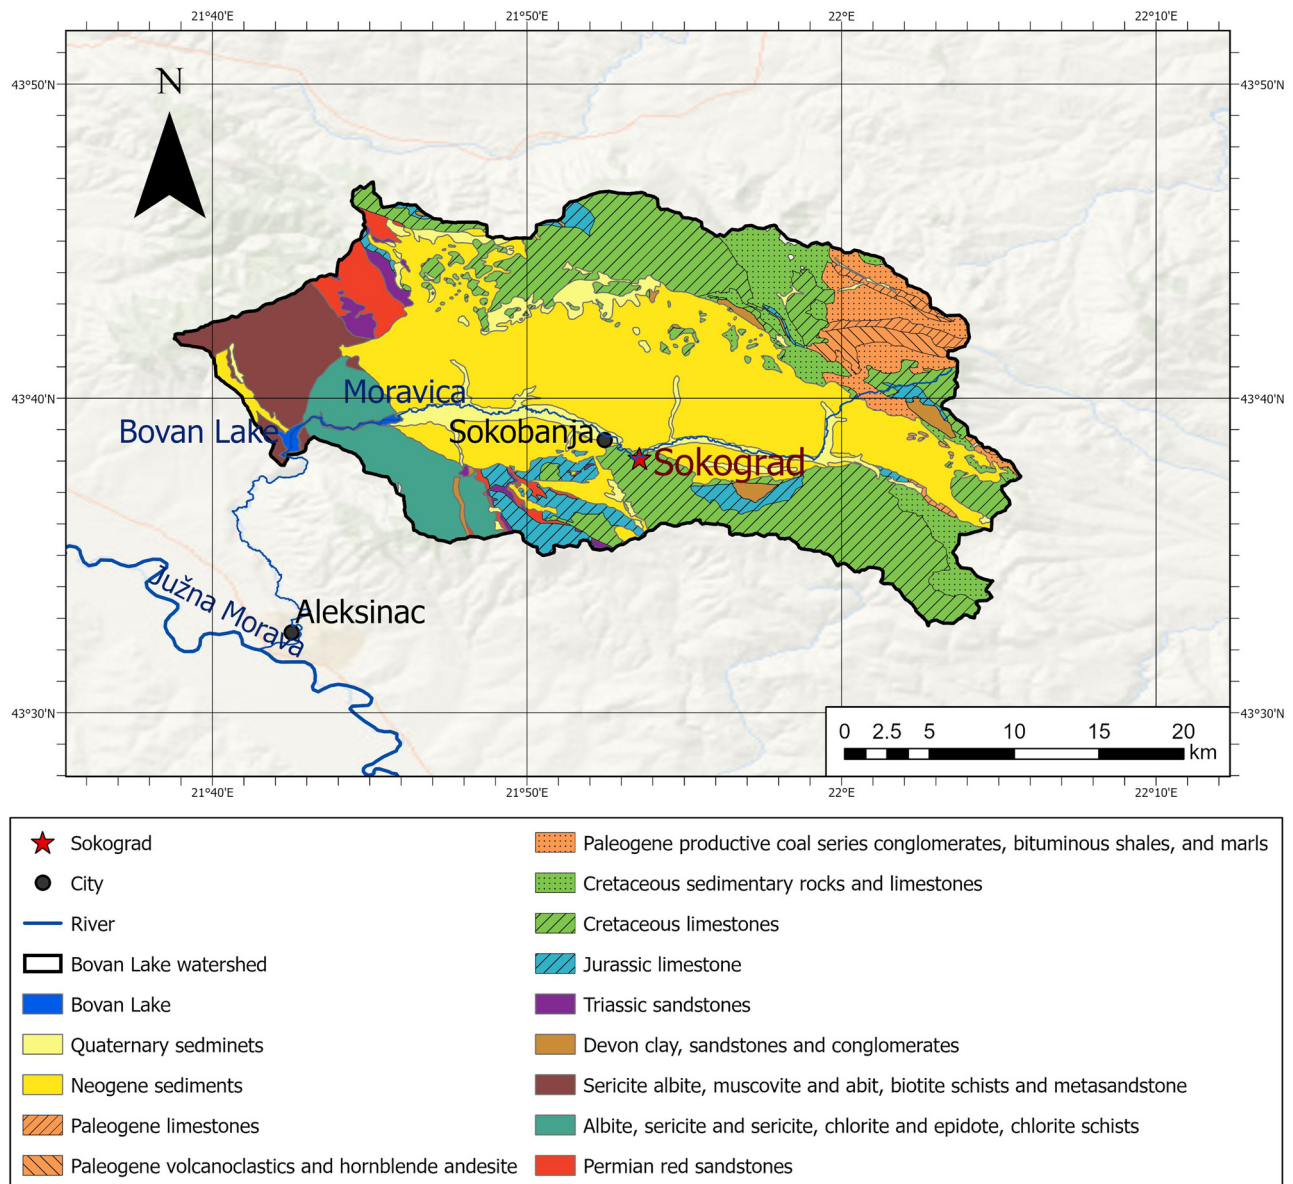 21°40'E 21°50'E 22°E 22°10'E
N
43°50'N 43°50'N
43°40'N 43°40'N
Moravica
Bovan Lake
Sokobanja
Sokograd
Južna Morava
Aleksinac
43°30'N 43°30'N
0 2.5 5 10 15 20
km
21°40'E 21°50'E 22°E 22°10'E
Sokograd
City
River
Bovan Lake watershed
Bovan Lake
Quaternary sedminets
Neogene sediments
Paleogene limestones
Paleogene volcanoclastics and hornblende andesite
Paleogene productive coal series conglomerates, bituminous shales, and marls
Cretaceous sedimentary rocks and limestones
Cretaceous limestones
Jurassic limestone
Triassic sandstones
Devon clay, sandstones and conglomerates
Sericite albite, muscovite and abit, biotite schists and metasandstone
Albite, sericite and sericite, chlorite and epidote, chlorite schists
Permian red sandstones